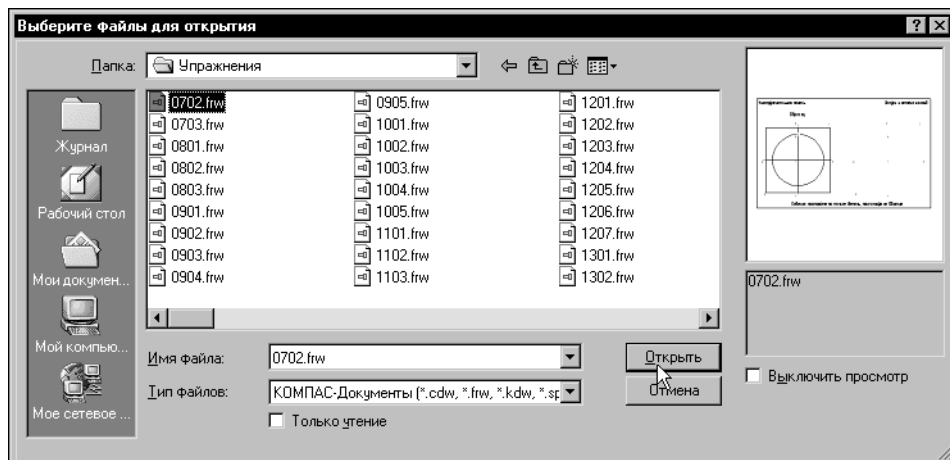 Выберите файлы для открытия
Папка: Упражнения
Журнал
Рабочий стол
Мои докумен...
Мой компью...
Мое сетевое ...
0702.frw 0905.frw 1201.frw
0703.frw 1001.frw 1202.frw
0801.frw 1002.frw 1203.frw
0802.frw 1003.frw 1204.frw
0803.frw 1004.frw 1205.frw
0901.frw 1005.frw 1206.frw
0902.frw 1101.frw 1207.frw
0903.frw 1102.frw 1301.frw
0904.frw 1103.frw 1302.frw
0702.frw
Имя файла: 0702.frw Открыть
Тип файлов: КОМПАС-Документы (*.cdw, *.frw, *.kdw, *.sp Отмена
Только чтение
Выключить просмотр